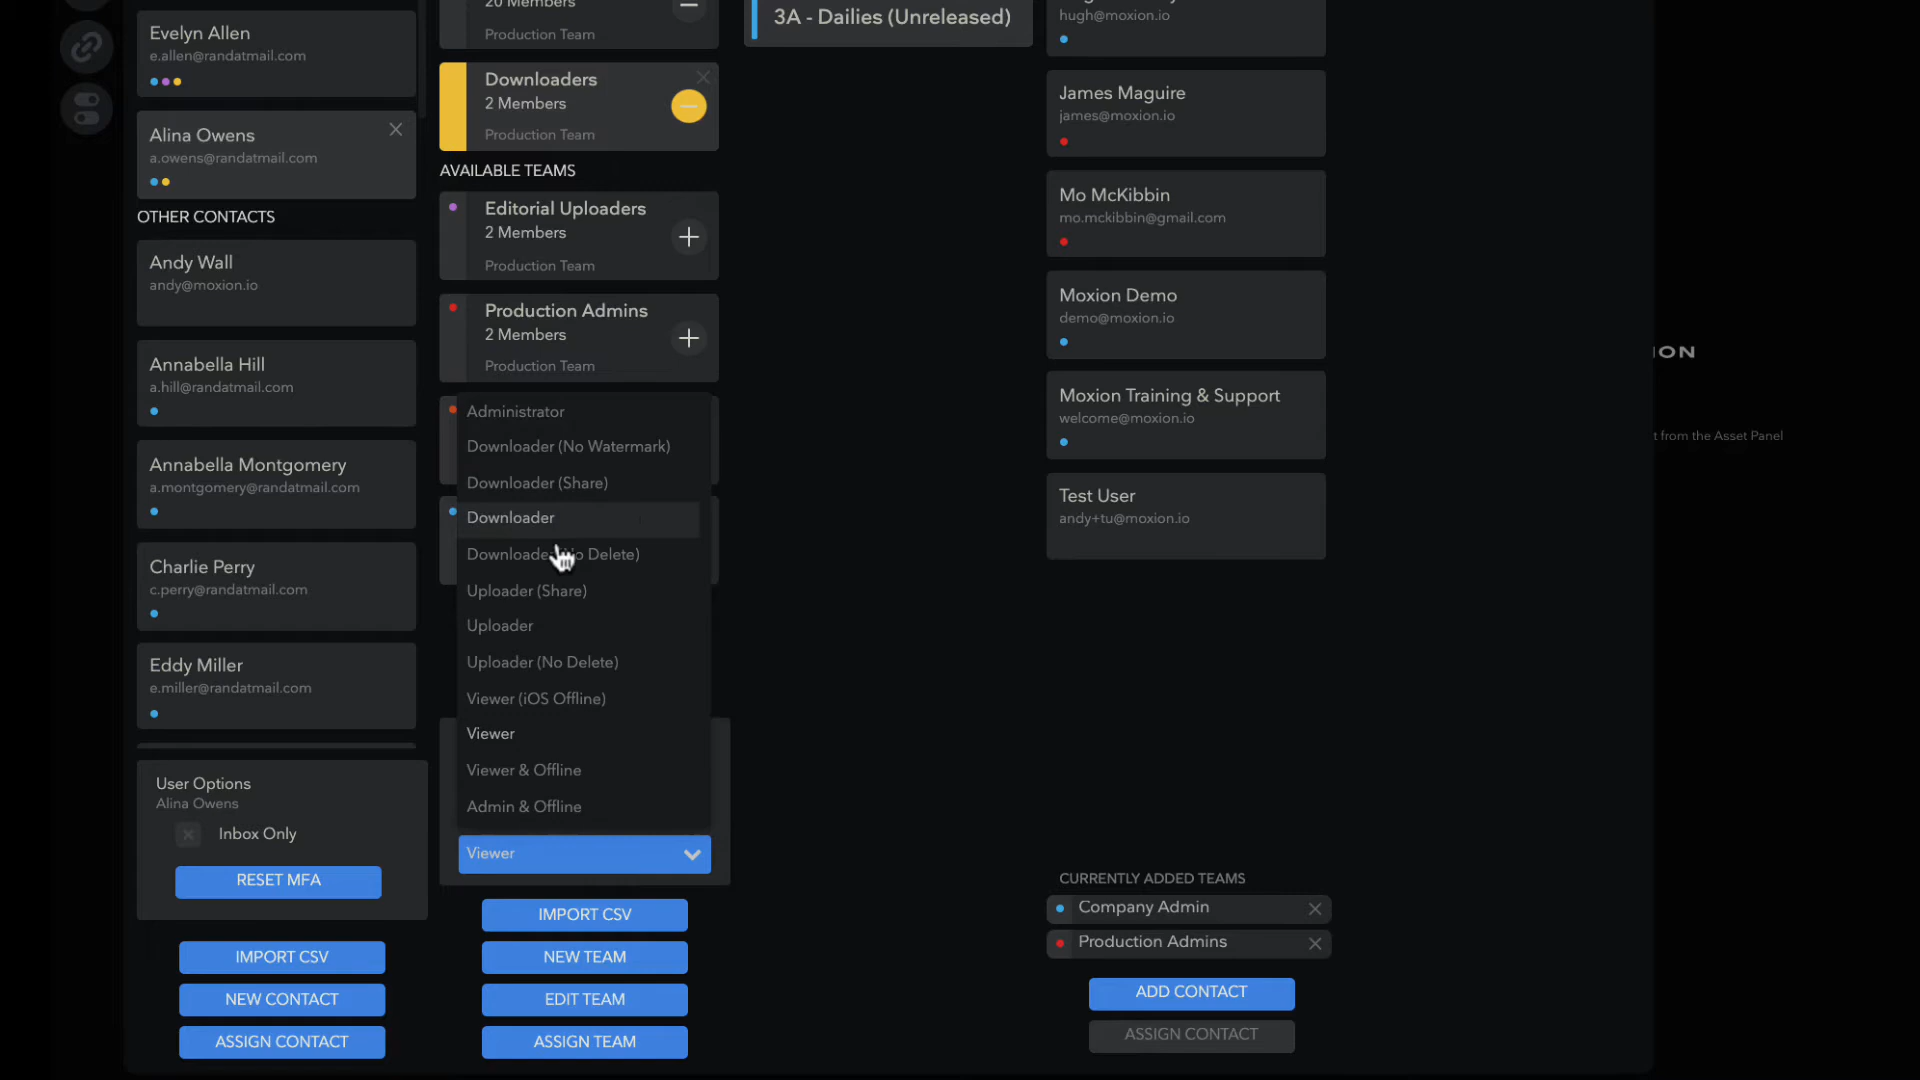 Evelyn Allen
e.allen@randatmail.com
Alina Owens
a.owens@randatmail.com
OTHER CONTACTS
Andy Wall
andy@moxion.io
Annabella Hill
a.hill@randatmail.com
Annabella Montgomery
a.montgomery@randatmail.com
Charlie Perry
c.perry@randatmail.com
Eddy Miller
e.miller@randatmail.com
User Options
Alina Owens
Inbox Only
RESET MFA
IMPORT CSV
NEW CONTACT
ASSIGN CONTACT
20 Members
Production Team
Downloaders
2 Members
Production Team
AVAILABLE TEAMS
Editorial Uploaders
2 Members
Production Team
Production Admins
2 Members
Production Team
Administrator
Downloader (No Watermark)
Downloader (Share)
Downloader
Delete)
Uploader (Share)
Uploader
Uploader (No Delete)
Viewer (iOS Offline)
Viewer
Viewer & Offline
Admin & Offline
Viewer
IMPORT CSV
NEW TEAM
EDIT TEAM
ASSIGN TEAM
3A - Dailies (Unreleased)
hugh@moxion.io
James Maguire
james@moxion.io
Mo McKibbin
mo.mckibbin@gmail.com
Moxion Demo
demo@moxion.io
Moxion Training & Support
welcome@moxion.io
Test User
andy+tu@moxion.io
CURRENTLY ADDED TEAMS
Company Admin
Production Admins
ADD CONTACT
ASSIGN CONTACT
ION
t from the Asset Panel